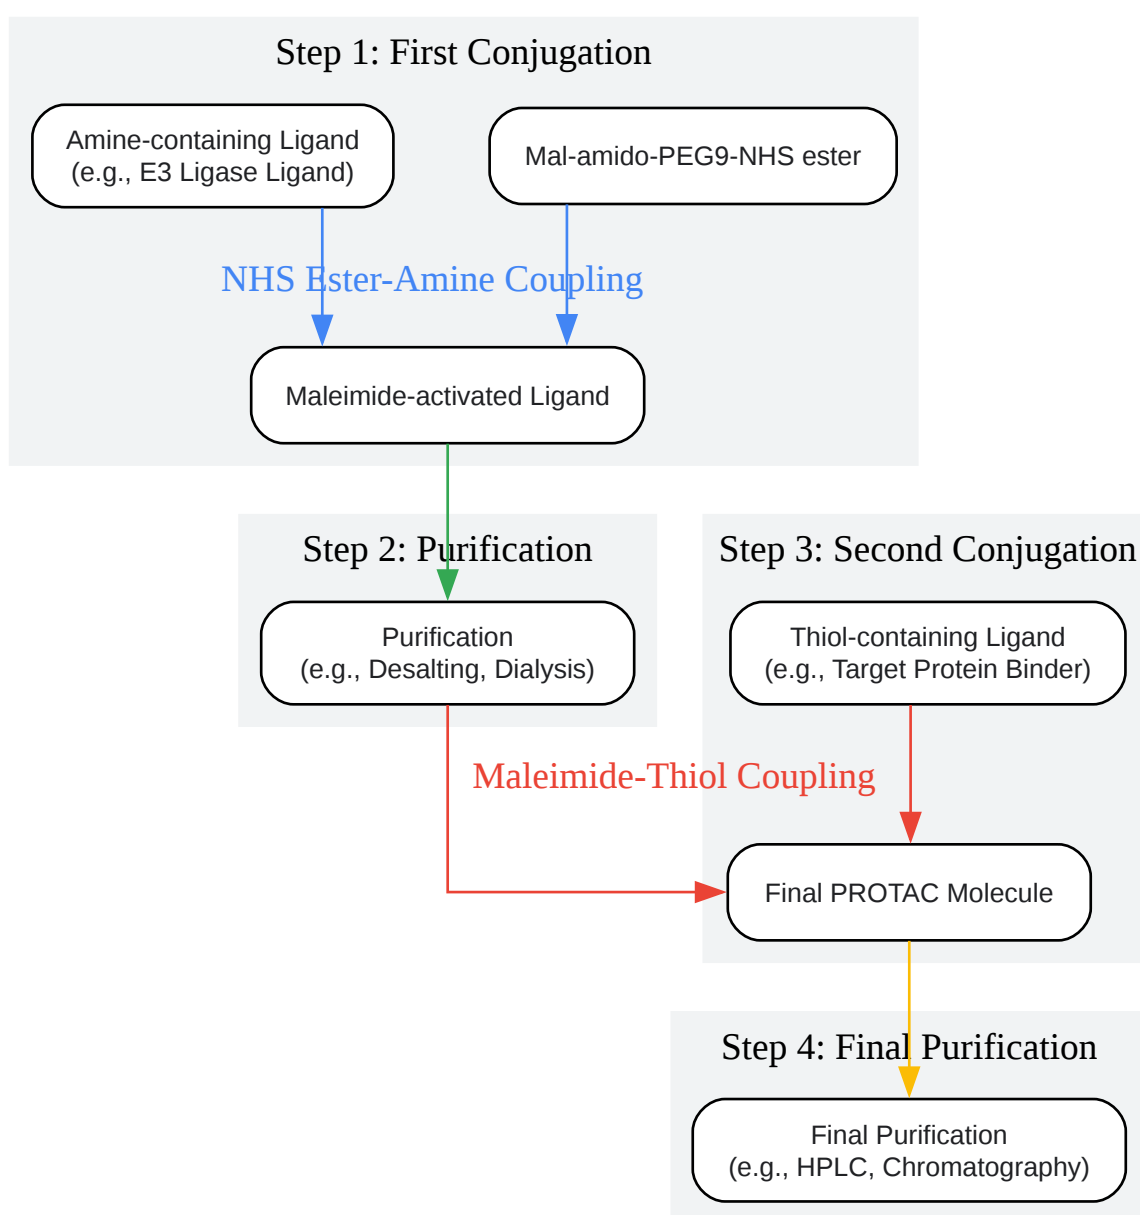 Step 1: First Conjugation
Amine-containing Ligand
(e.g., E3 Ligase Ligand)
Mal-amido-PEG9-NHS ester
NHS Ester-Amine Coupling
Maleimide-activated Ligand
Step 2: Purification
Purification
(e.g., Desalting, Dialysis)
Step 3: Second Conjugation
Thiol-containing Ligand
(e.g., Target Protein Binder)
Maleimide-Thiol Coupling
Final PROTAC Molecule
Step 4: Final Purification
Final Purification
(e.g., HPLC, Chromatography)